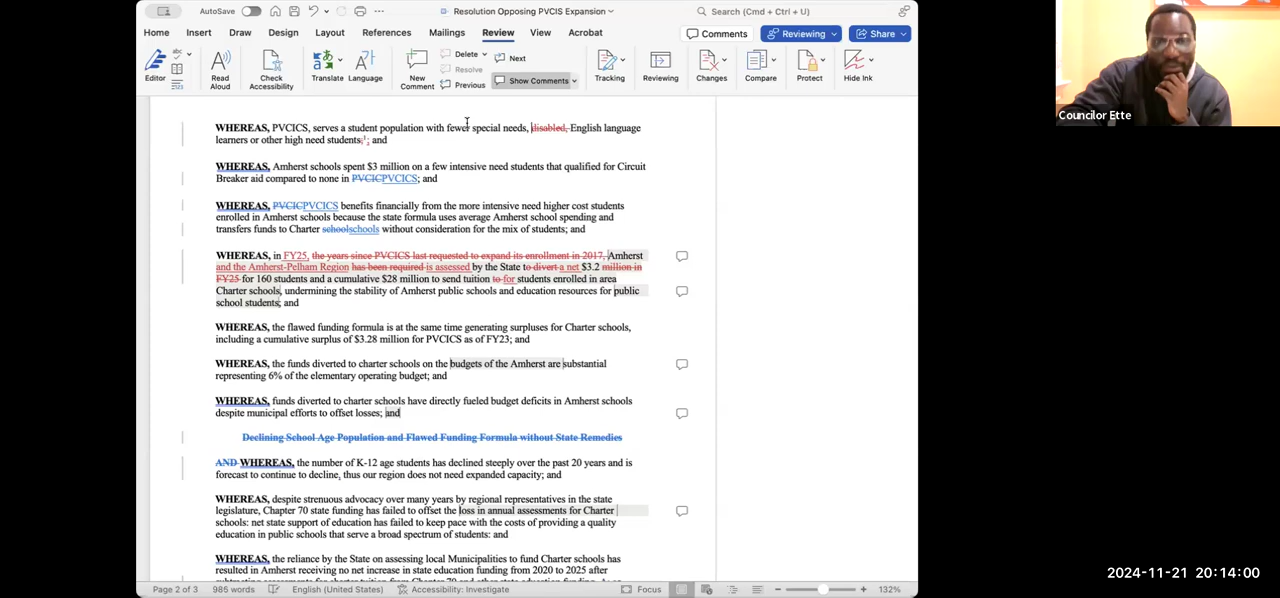 AutoSave
Resolution Opposing PVCIS Expansion
Search (Cmd + Ctrl + U)
Home Insert Draw Design Layout References Mailings Review View Acrobat
Comments Reviewing Share
Editor
Read Aloud
Check Accessibility
Translate Language
New Comment
Delete
Resolve
Previous
Next
Show Comments
Tracking Reviewing Changes Compare Protect Hide Ink
WHEREAS, PVCICS, serves a student population with fewer special needs, disabled, English language
learners or other high need students; and
WHEREAS, Amherst schools spent $3 million on a few intensive need students that qualified for Circuit
Breaker aid compared to none in PVCICPVCICS; and
WHEREAS, PVCICPVCICS benefits financially from the more intensive need higher cost students
enrolled in Amherst schools because the state formula uses average Amherst school spending and
transfers funds to Charter schoolschools without consideration for the mix of students; and
WHEREAS, in FY25, the years since PVCICS last requested to expand its enrollment in 2017, Amherst
and the Amherst-Pelham Region has been required is assessed by the State to divert a net $3.2 million in
FY25 for 160 students and a cumulative $28 million to send tuition to for students enrolled in area
Charter schools, undermining the stability of Amherst public schools and education resources for public
school students; and
WHEREAS, the flawed funding formula is at the same time generating surpluses for Charter schools,
including a cumulative surplus of $3.28 million for PVCICS as of FY23; and
WHEREAS, the funds diverted to charter schools on the budgets of the Amherst are substantial
representing 6% of the elementary operating budget; and
WHEREAS, funds diverted to charter schools have directly fueled budget deficits in Amherst schools
despite municipal efforts to offset losses; and
Declining School Age Population and Flawed Funding Formula without State Remedies
AND WHEREAS, the number of K-12 age students has declined steeply over the past 20 years and is
forecast to continue to decline, thus our region does not need expanded capacity; and
WHEREAS, despite strenuous advocacy over many years by regional representatives in the state
legislature, Chapter 70 state funding has failed to offset the loss in annual assessments for Charter
schools: net state support of education has failed to keep pace with the costs of providing a quality
education in public schools that serve a broad spectrum of students: and
WHEREAS, the reliance by the State on assessing local Municipalities to fund Charter schools has
resulted in Amherst receiving no net increase in state education funding from 2020 to 2025 after
Page 2 of 3 985 words English (United States) Accessibility: Investigate Focus 132%
Councilor Ette
2024-11-21 20:14:00